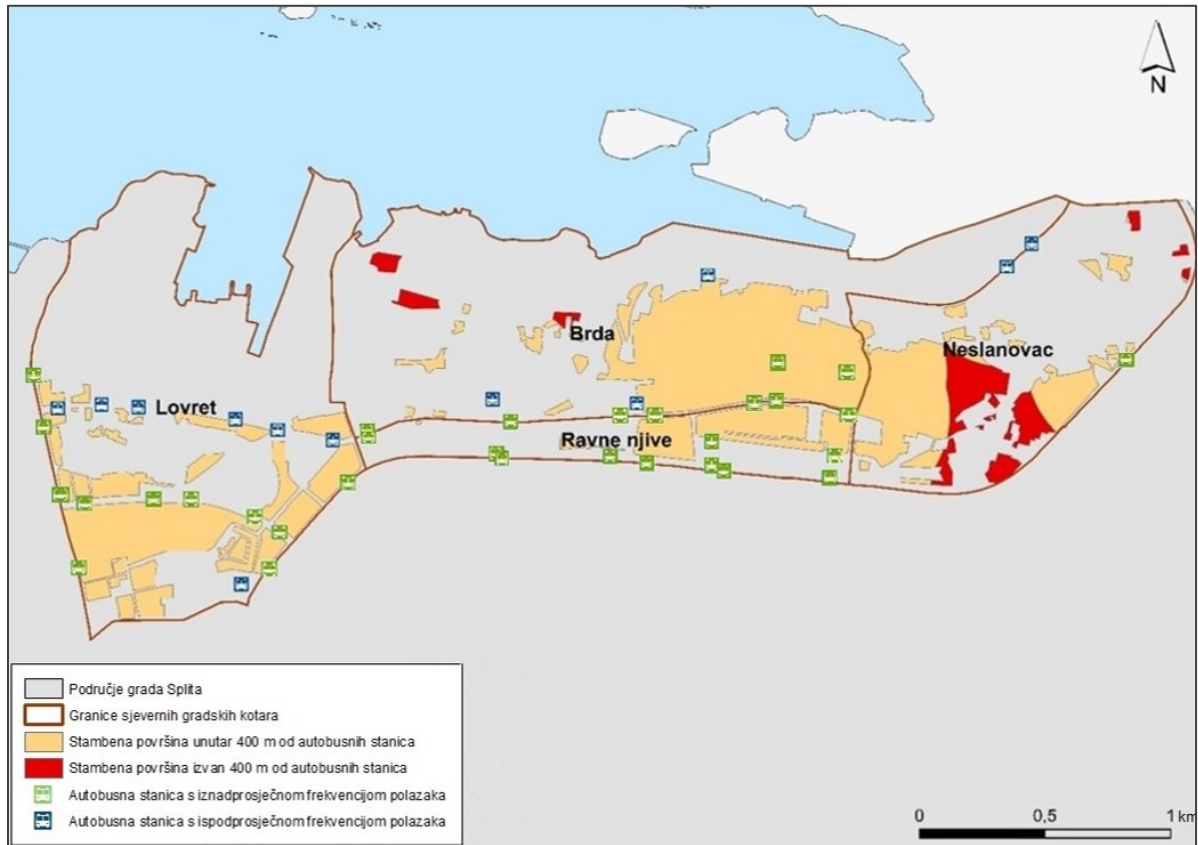 N
Brda
Neslanovac
Lovret
Ravne njive
Područje grada Splita
Granice sjevernih gradskih kotara
Stambena površina unutar 400 m od autobusnih stanica
Stambena površina izvan 400 m od autobusnih stanica
Autobusna stanica s iznadprosječnom frekvencijom polazaka
Autobusna stanica s ispodprosječnom frekvencijom polazaka
0 0,5 1 km